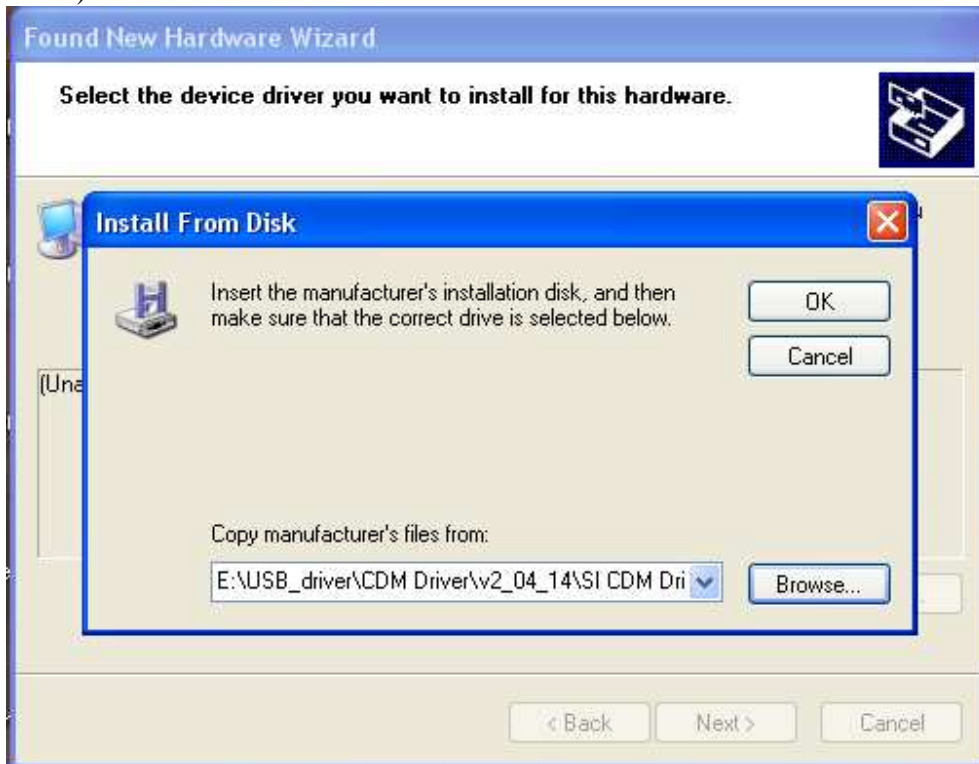 Found New Hardware Wizard
Select the device driver you want to install for this hardware.
Install From Disk
Insert the manufacturer's installation disk, and then
make sure that the correct drive is selected below.
OK
Cancel
(Una
Copy manufacturer's files from:
E:\USB_driver\CDM Driver\v2_04_14\SI CDM Dri
Browse...
< Back
Next >
Cancel